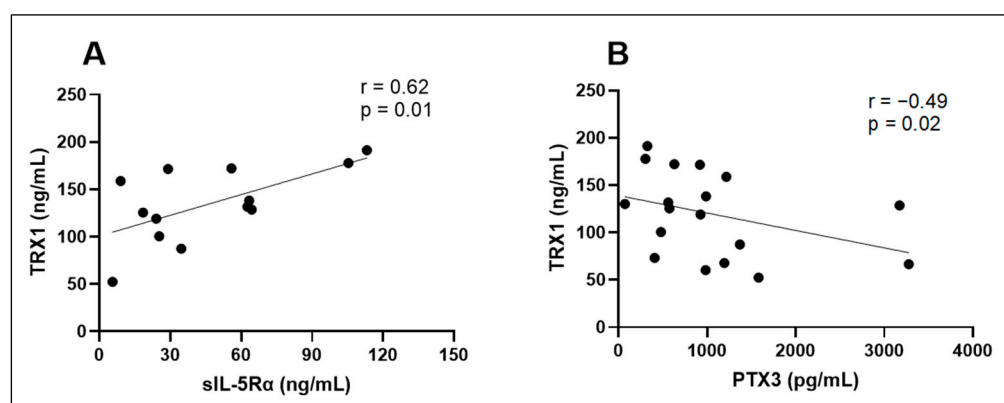 A
r = 0.62
p = 0.01
250
200
150
100
50
0
TRX1 (ng/mL)
0 30 60 90 120 150
sIL-5Rα (ng/mL)
B
r = −0.49
p = 0.02
250
200
150
100
50
0
TRX1 (ng/mL)
0 1000 2000 3000 4000
PTX3 (pg/mL)